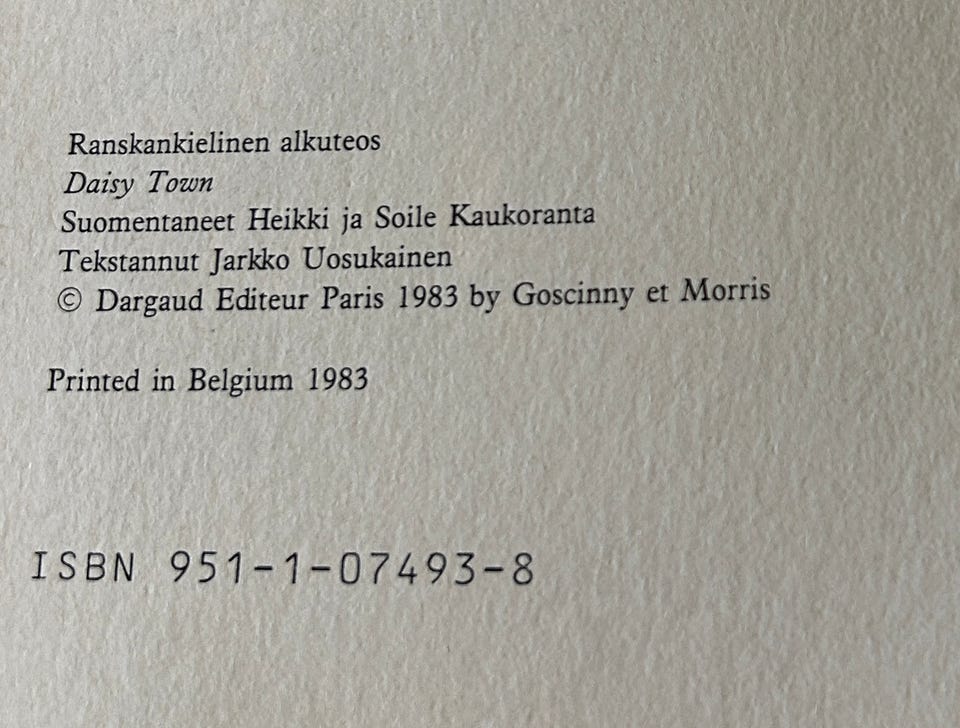 Ranskankielinen alkuteos
Daisy Town
Suomentaneet Heikki ja Soile Kaukoranta
Tekstannut Jarkko Uosukainen
© Dargaud Editeur Paris 1983 by Goscinny et Morris
Printed in Belgium 1983
ISBN 951-1-07493-8